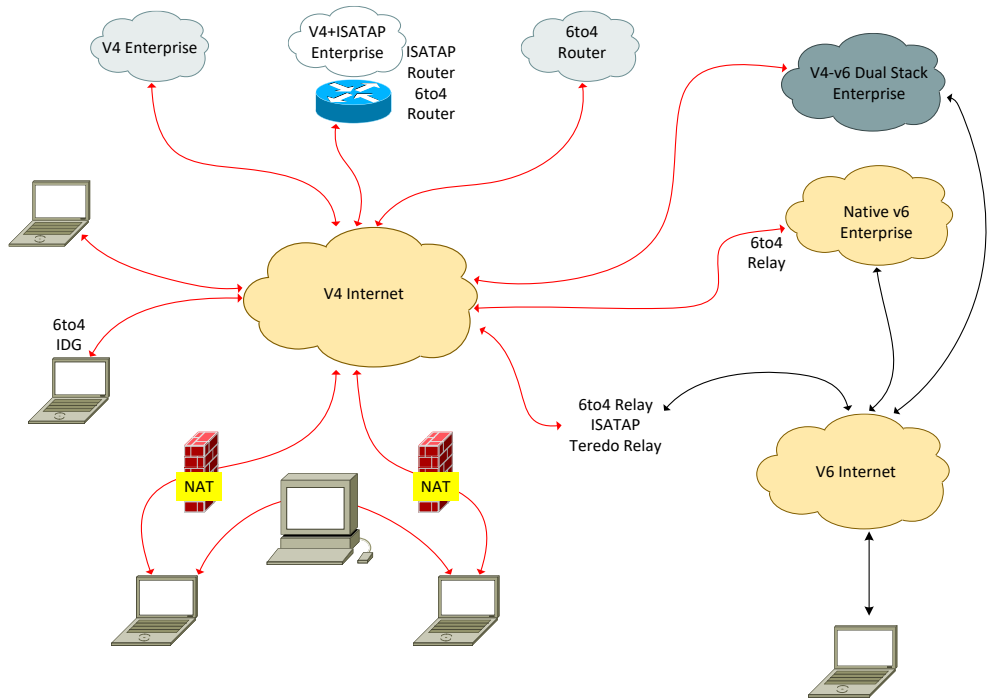 V4 Enterprise
V4+ISATAP
Enterprise
ISATAP
Router
6to4
Router
6to4
Router
V4-v6 Dual Stack
Enterprise
Native v6
Enterprise
6to4
Relay
V4 Internet
6to4
IDG
6to4 Relay
ISATAP
Teredo Relay
V6 Internet
NAT
NAT